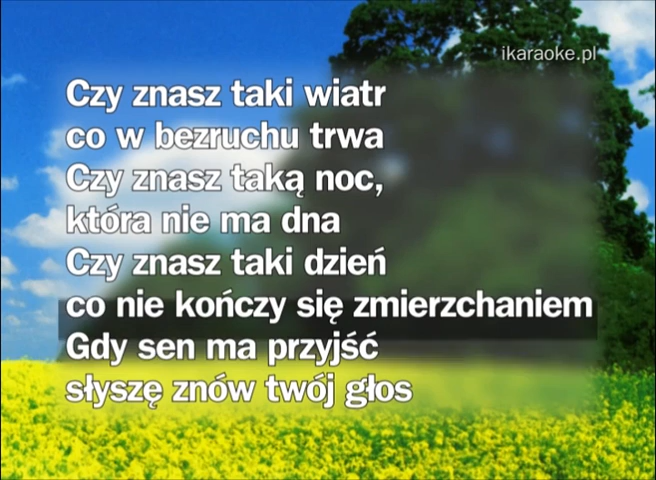 ikaraoke.pl
Czy znasz taki wiatr
co w bezruchu trwa
Czy znasz taką noc,
która nie ma dna
Czy znasz taki dzień
co nie kończy się zmierzchaniem
Gdy sen ma przyjść
słyszę znów twój głos